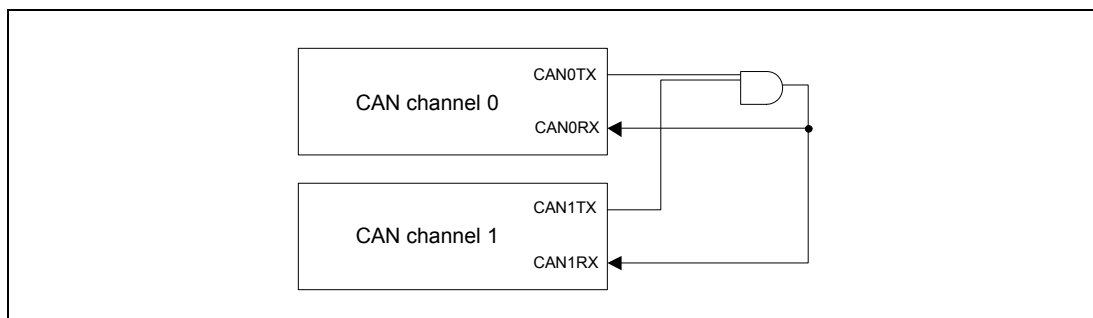 CAN0TX
CAN channel 0
CAN0RX
CAN1TX
CAN channel 1
CAN1RX